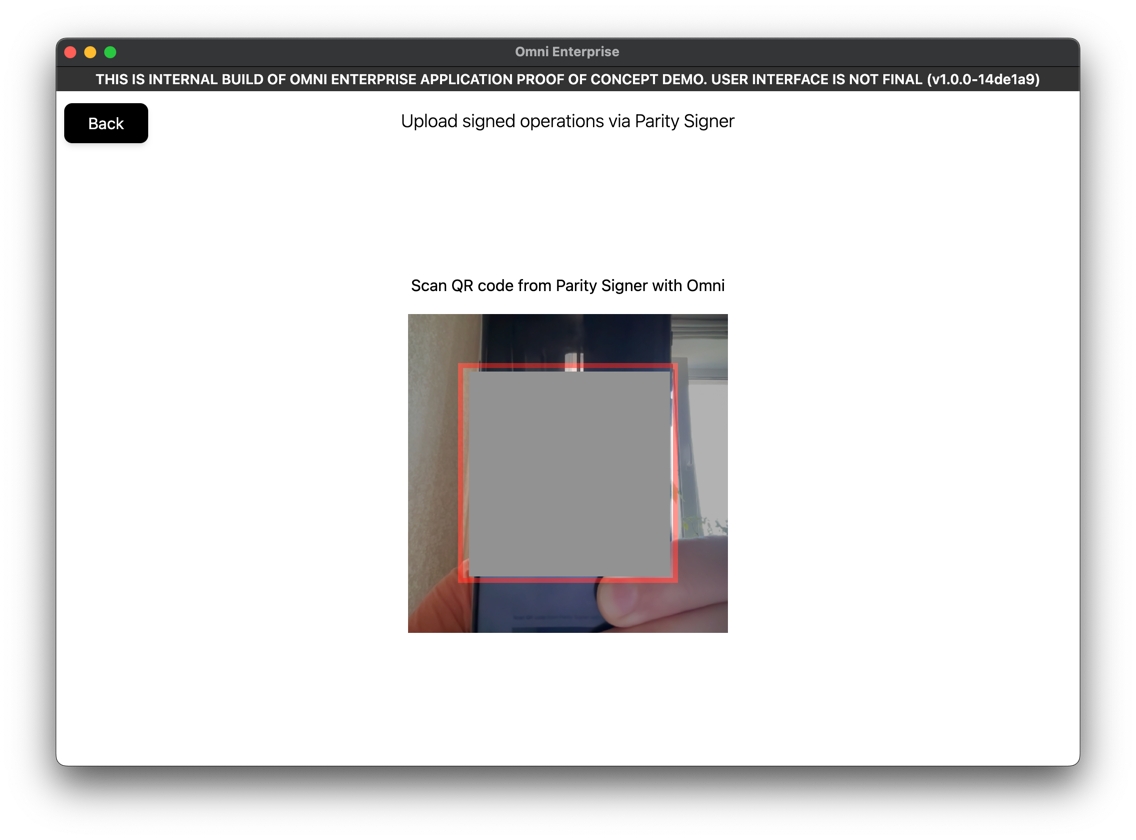 Omni Enterprise
THIS IS INTERNAL BUILD OF OMNI ENTERPRISE APPLICATION PROOF OF CONCEPT DEMO. USER INTERFACE IS NOT FINAL (v1.0.0-14de1a9)
Back
Upload signed operations via Parity Signer
Scan QR code from Parity Signer with Omni